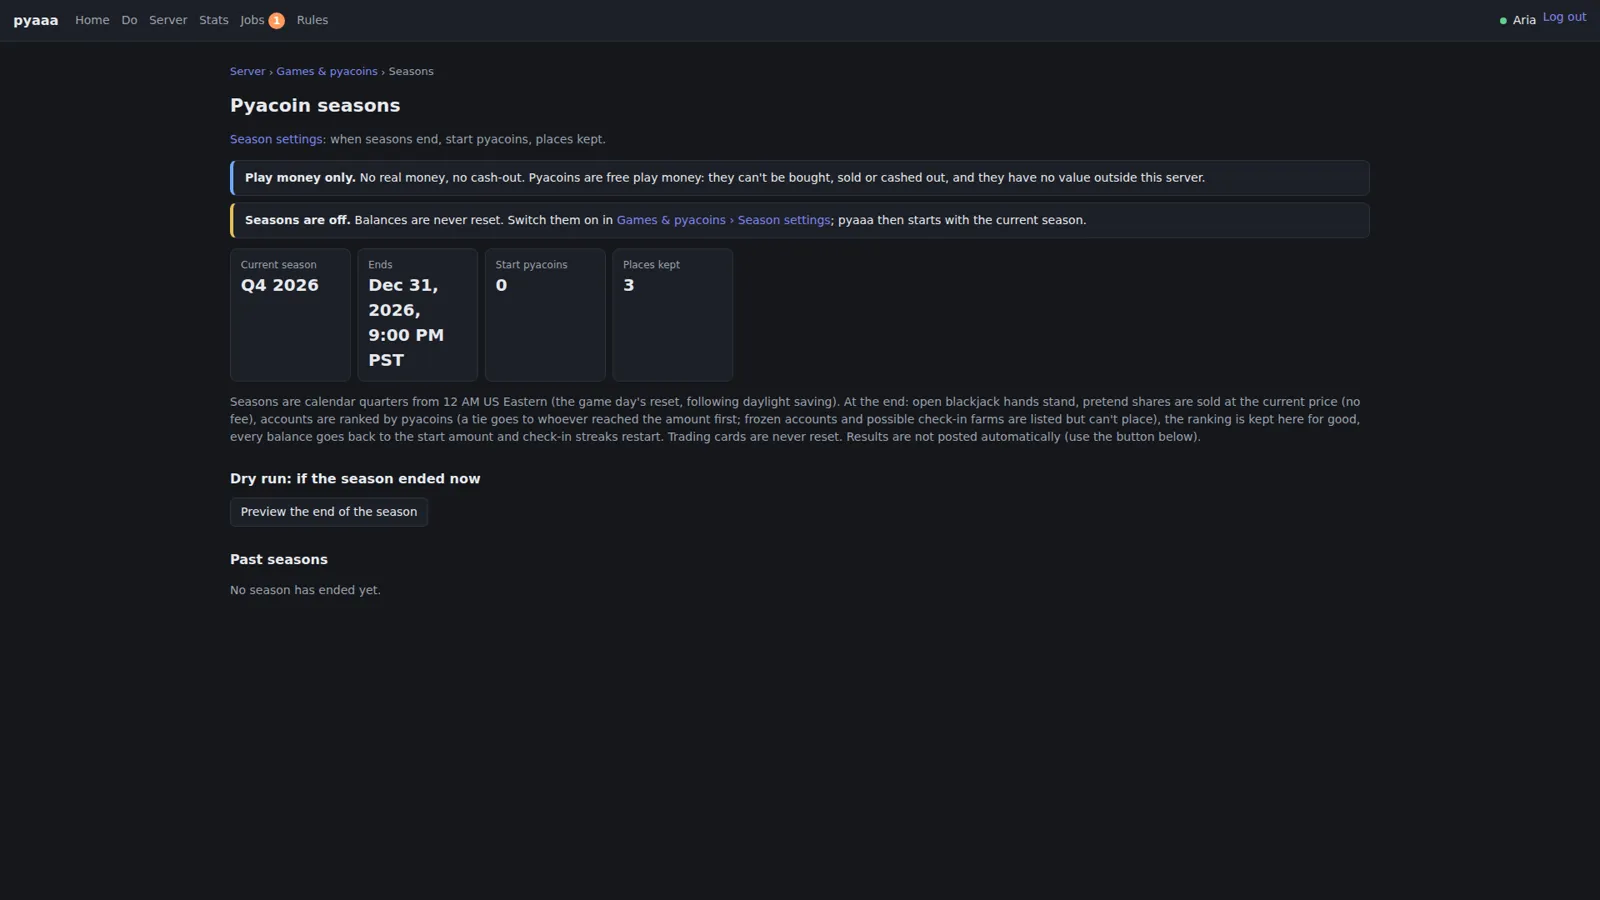 pyaaa Home Do Server Stats Jobs 1 Rules Aria Log out
Server › Games & pyacoins › Seasons
Pyacoin seasons
Season settings: when seasons end, start pyacoins, places kept.
Play money only. No real money, no cash-out. Pyacoins are free play money: they can't be bought, sold or cashed out, and they have no value outside this server.
Seasons are off. Balances are never reset. Switch them on in Games & pyacoins › Season settings; pyaaa then starts with the current season.
Current season
Q4 2026
Ends
Dec 31,
2026,
9:00 PM
PST
Start pyacoins
0
Places kept
3
Seasons are calendar quarters from 12 AM US Eastern (the game day's reset, following daylight saving). At the end: open blackjack hands stand, pretend shares are sold at the current price (no
fee), accounts are ranked by pyacoins (a tie goes to whoever reached the amount first; frozen accounts and possible check-in farms are listed but can't place), the ranking is kept here for good,
every balance goes back to the start amount and check-in streaks restart. Trading cards are never reset. Results are not posted automatically (use the button below).
Dry run: if the season ended now
Preview the end of the season
Past seasons
No season has ended yet.